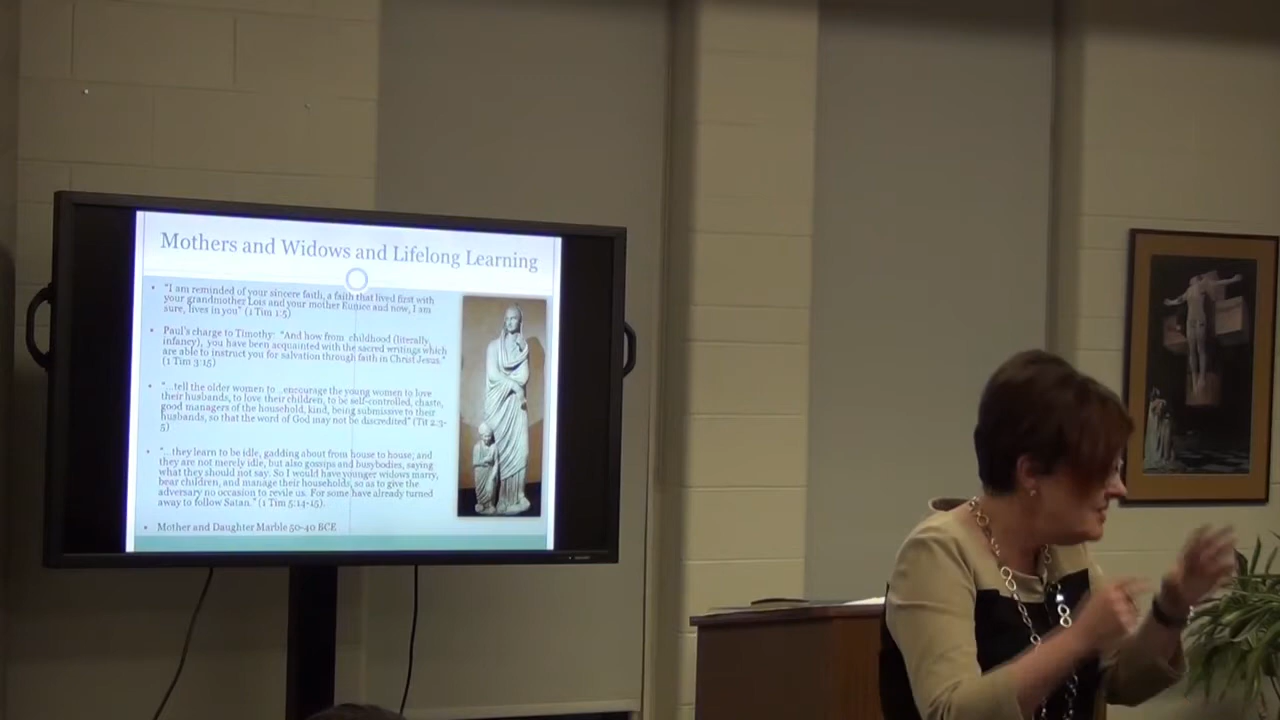 Mothers and Widows and Lifelong Learning
• "I am reminded of your sincere faith, a faith that lived first with
your grandmother Lois and your mother Eunice and now, I am
sure, lives in you" (1 Tim 1:5)
• Paul's charge to Timothy: "And how from childhood (literally,
infancy), you have been acquainted with the sacred writings which
are able to instruct you for salvation through faith in Christ Jesus."
(1 Tim 3:15)
• "...tell the older women to ...encourage the young women to love
their husbands, to love their children, to be self-controlled, chaste,
good managers of the household, kind, being submissive to their
husbands, so that the word of God may not be discredited" (Tit 2:3-
5)
• "...they learn to be idle, gadding about from house to house; and
they are not merely idle, but also gossips and busybodies, saying
what they should not say. So I would have younger widows marry,
bear children, and manage their households, so as to give the
adversary no occasion to revile us. For some have already turned
away to follow Satan." (1 Tim 5:14-15).
• Mother and Daughter Marble 50-40 BCE